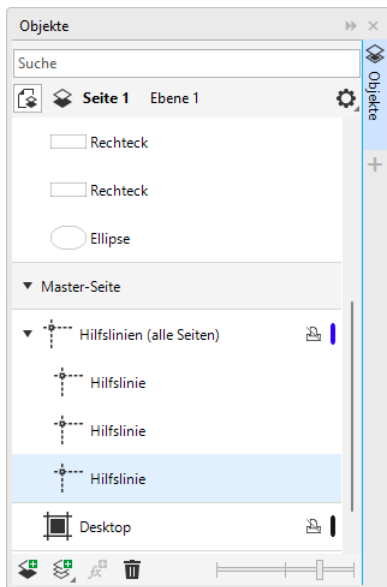 Objekte
Suche
Seite 1 Ebene 1
Rechteck
Rechteck
Ellipse
Master-Seite
Hilfslinien (alle Seiten)
Hilfslinie
Hilfslinie
Hilfslinie
Desktop
Objekte